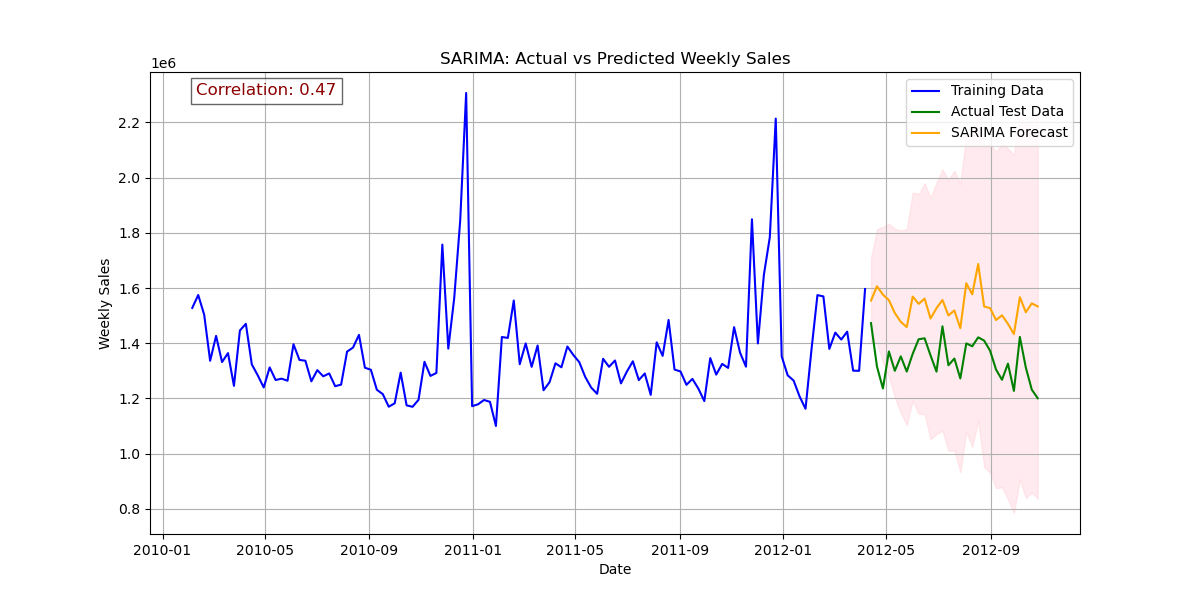 SARIMA: Actual vs Predicted Weekly Sales
1e6
Correlation: 0.47
Training Data
Actual Test Data
SARIMA Forecast
2.2
2.0
1.8
1.6
1.4
1.2
1.0
0.8
Weekly Sales
2010-01 2010-05 2010-09 2011-01 2011-05 2011-09 2012-01 2012-05 2012-09
Date